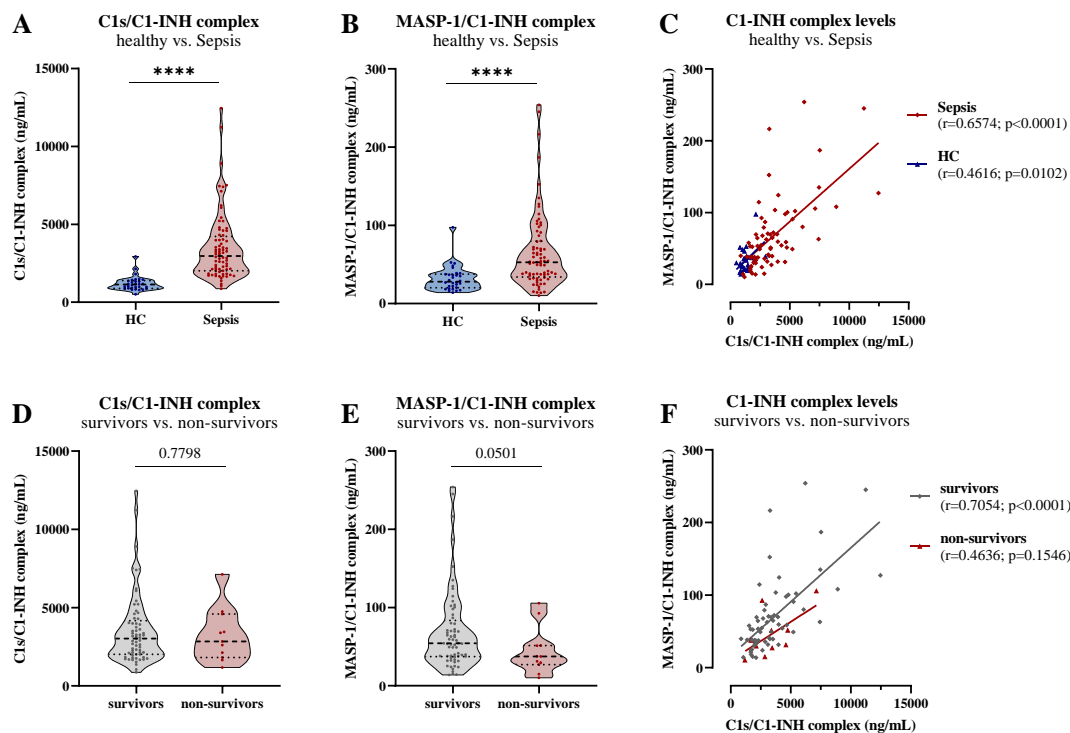 A
C1s/C1-INH complex
healthy vs. Sepsis
C1s/C1-INH complex (ng/mL)
15000
10000
5000
0
****
HC
Sepsis
B
MASP-1/C1-INH complex
healthy vs. Sepsis
MASP-1/C1-INH complex (ng/mL)
300
200
100
0
****
HC
Sepsis
C
C1-INH complex levels
healthy vs. Sepsis
MASP-1/C1-INH complex (ng/mL)
300
200
100
0
0
5000
10000
15000
C1s/C1-INH complex (ng/mL)
Sepsis
(r=0.6574; p<0.0001)
HC
(r=0.4616; p=0.0102)
D
C1s/C1-INH complex
survivors vs. non-survivors
C1s/C1-INH complex (ng/mL)
15000
10000
5000
0
0.7798
survivors
non-survivors
E
MASP-1/C1-INH complex
survivors vs. non-survivors
MASP-1/C1-INH complex (ng/mL)
300
200
100
0
0.0501
survivors
non-survivors
F
C1-INH complex levels
survivors vs. non-survivors
MASP-1/C1-INH complex (ng/mL)
300
200
100
0
0
5000
10000
15000
C1s/C1-INH complex (ng/mL)
survivors
(r=0.7054; p<0.0001)
non-survivors
(r=0.4636; p=0.1546)